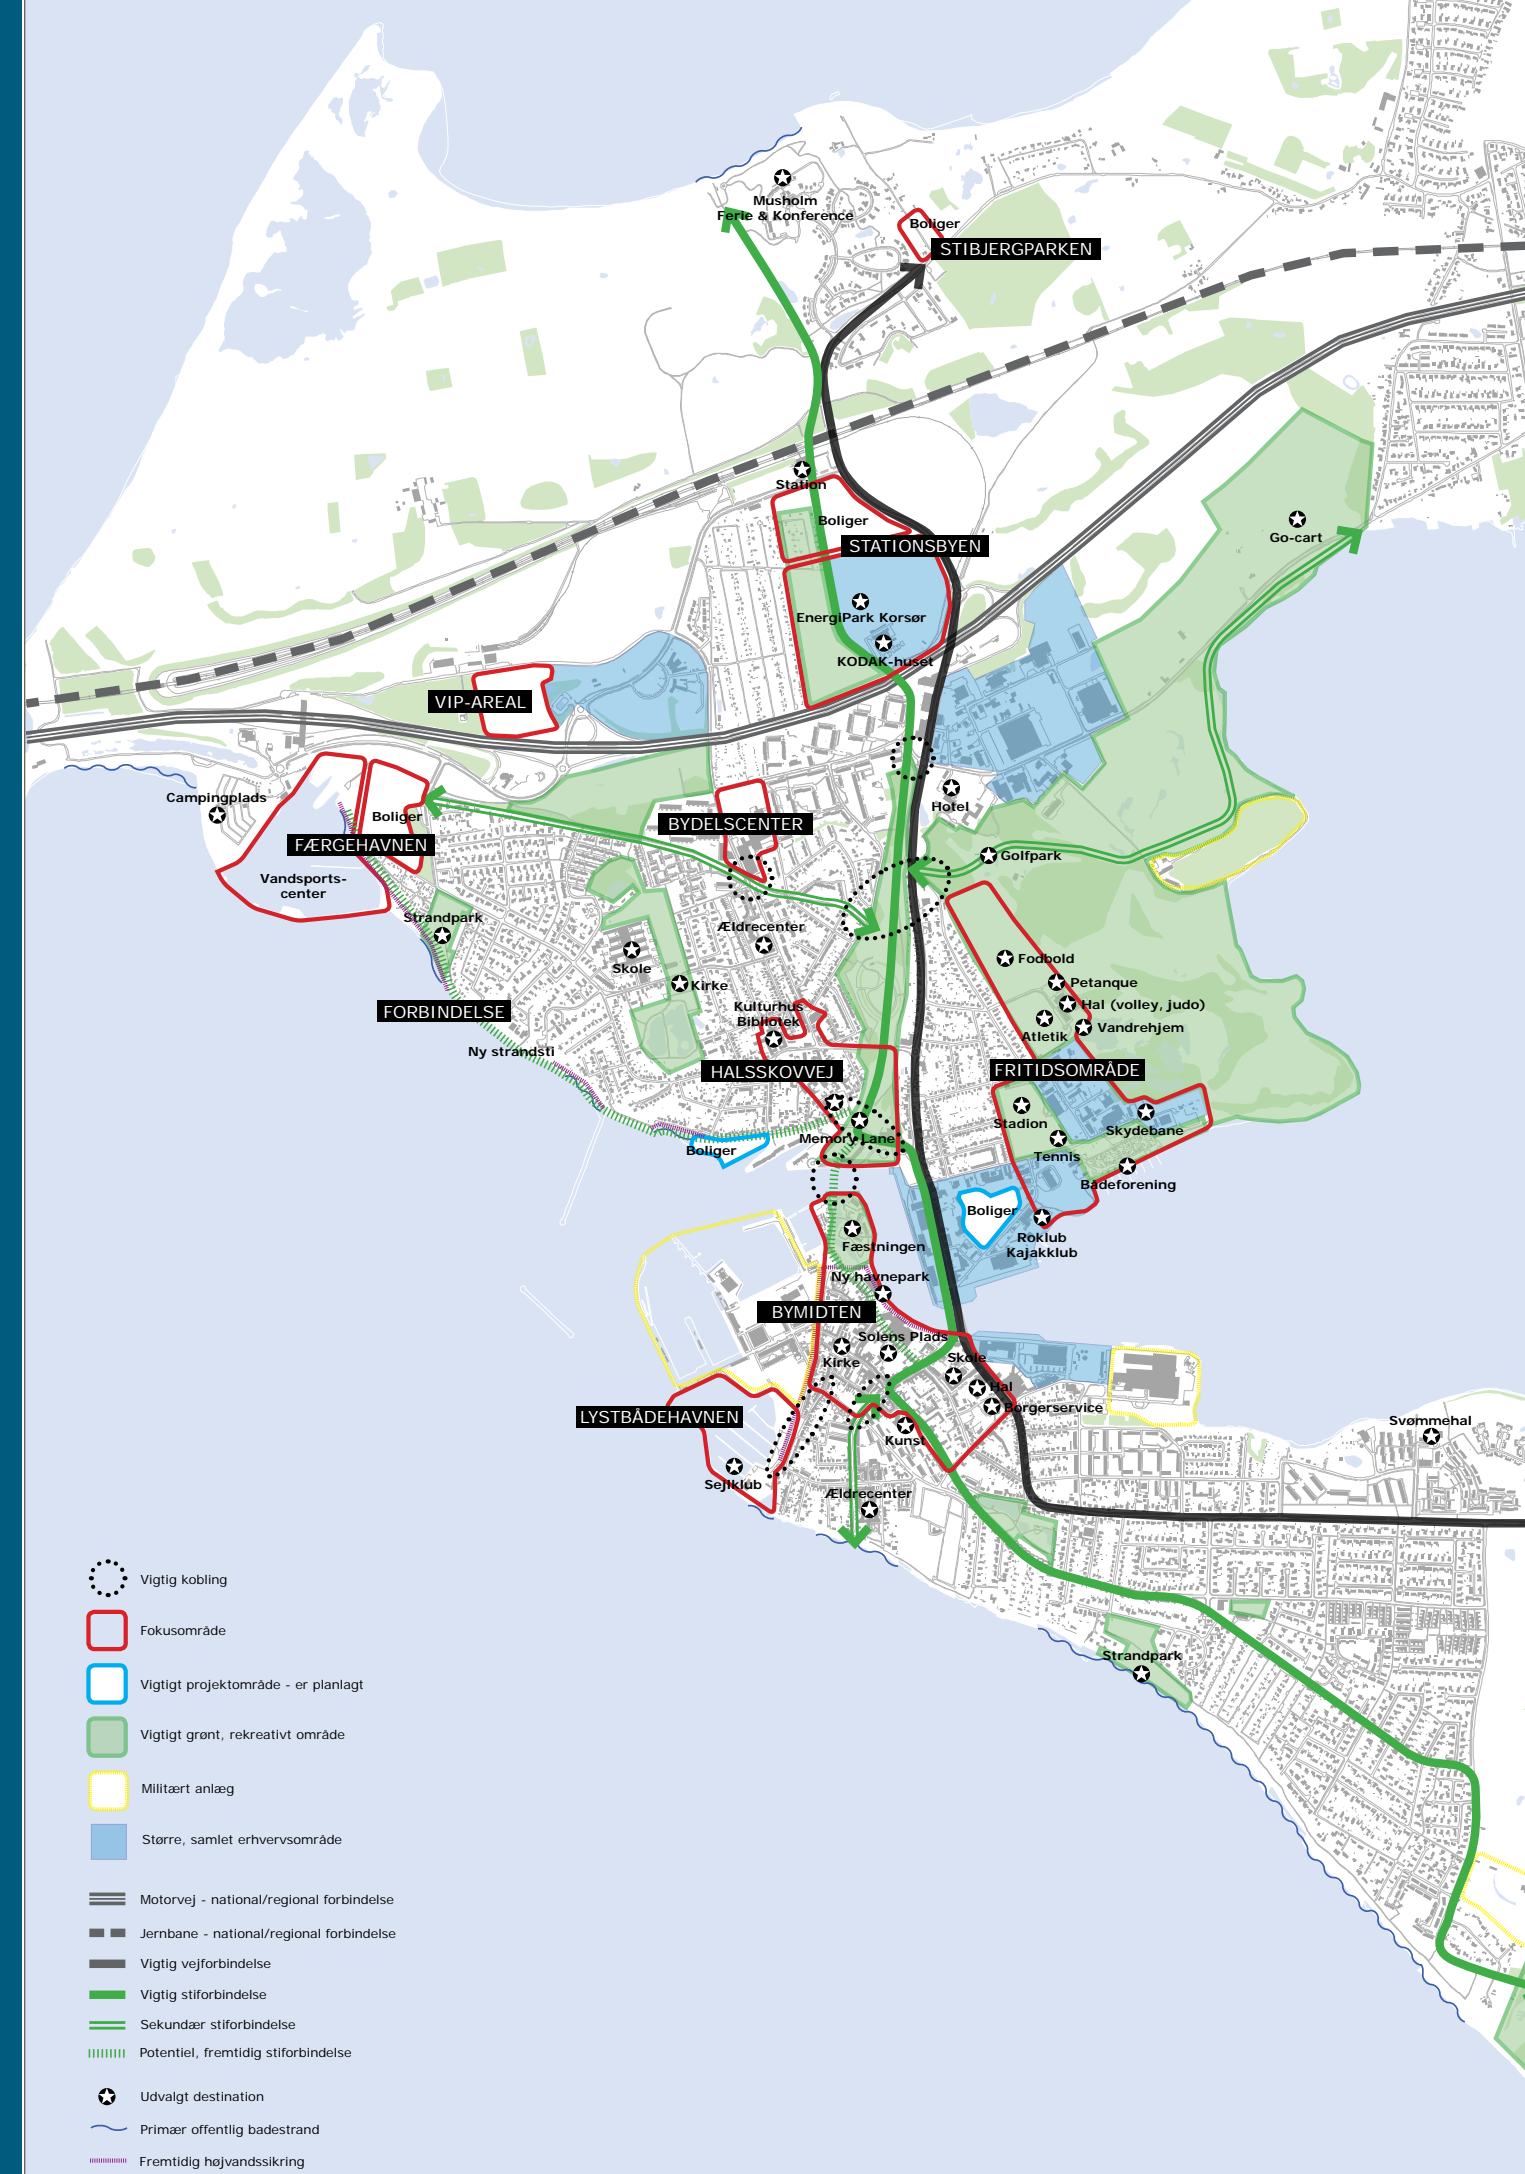 Musholm
Ferie & Konference
Boliger
STIBJERGPARKEN
Station
Boliger
STATIONSBYEN
Go-cart
EnergiPark Korsør
KODAK-huset
VIP-AREAL
Campingplads
Hotel
Boliger
BYDELSCENTER
FÆRGEHAVNEN
Golfpark
Vandsports-
center
Strandpark
Ældrecenter
Skole
Fodbold
Kirke
Petanque
Kulturhus
Bibliotek
Hal (volley, judo)
FORBINDELSE
Vandrehjem
Atletik
Ny strandsti
HALSSKOVVEJ
FRITIDSOMRÅDE
Stadion
Skydebane
Memory Lane
Boliger
Tennis
Bådeforening
Boliger
Roklub
Kajakklub
Fæstningen
Ny havnepark
BYMIDTEN
Solens Plads
Kirke
Skole
Hal
Borgerservice
LYSTBÅDEHAVNEN
Svømmehal
Kunst
Sejlklub
Ældrecenter
Strandpark
Vigtig kobling
Fokusområde
Vigtigt projektområde - er planlagt
Vigtigt grønt, rekreativt område
Militært anlæg
Større, samlet erhvervsområde
Motorvej - national/regional forbindelse
Jernbane - national/regional forbindelse
Vigtig vejforbindelse
Vigtig stiforbindelse
Sekundær stiforbindelse
Potentiel, fremtidig stiforbindelse
Udvalgt destination
Primær offentlig badestrand
Fremtidig højvandssikring